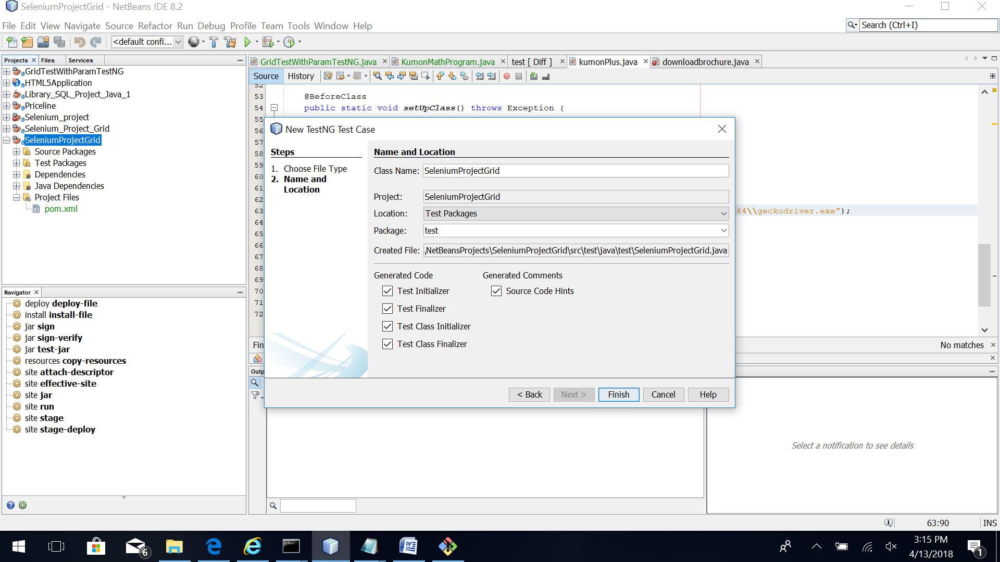 SeleniumProjectGrid - NetBeans IDE 8.2
File Edit View Navigate Source Refactor Run Debug Profile Team Tools Window Help
Search (Ctrl+I)
<default confi...
Projects Files Services
GridTestWithParamTestNG
HTML5Application
Library_SQL_Project_Java_1
Priceline
Selenium_project
Selenium_Project_Grid
SeleniumProjectGrid
Source Packages
Test Packages
Dependencies
Java Dependencies
Project Files
pom.xml
Navigator
deploy deploy-file
install install-file
jar sign
jar sign-verify
jar test-jar
resources copy-resources
site attach-descriptor
site effective-site
site jar
site run
site stage
site stage-deploy
GridTestWithParamTestNG.java KumonMathProgram.java test [ Diff ] kumonPlus.java downloadbrochure.java
Source History
52
53 @BeforeClass
54 public static void setUpClass() throws Exception {
55
56
57
58
59
60
61
62
63 64\\geckodriver.exe");
64
65
66
67
68
69
70
71
72
New TestNG Test Case
Steps
1. Choose File Type
2. Name and
Location
Name and Location
Class Name: SeleniumProjectGrid
Project: SeleniumProjectGrid
Location: Test Packages
Package: test
Created File: \NetBeansProjects\SeleniumProjectGrid\src\test\java\test\SeleniumProjectGrid.java
Generated Code Generated Comments
Test Initializer Source Code Hints
Test Finalizer
Test Class Initializer
Test Class Finalizer
< Back Next > Finish Cancel Help
Fin
No matches
Outp
Select a notification to see details
1 63:90 INS
6
3:15 PM
4/13/2018
1